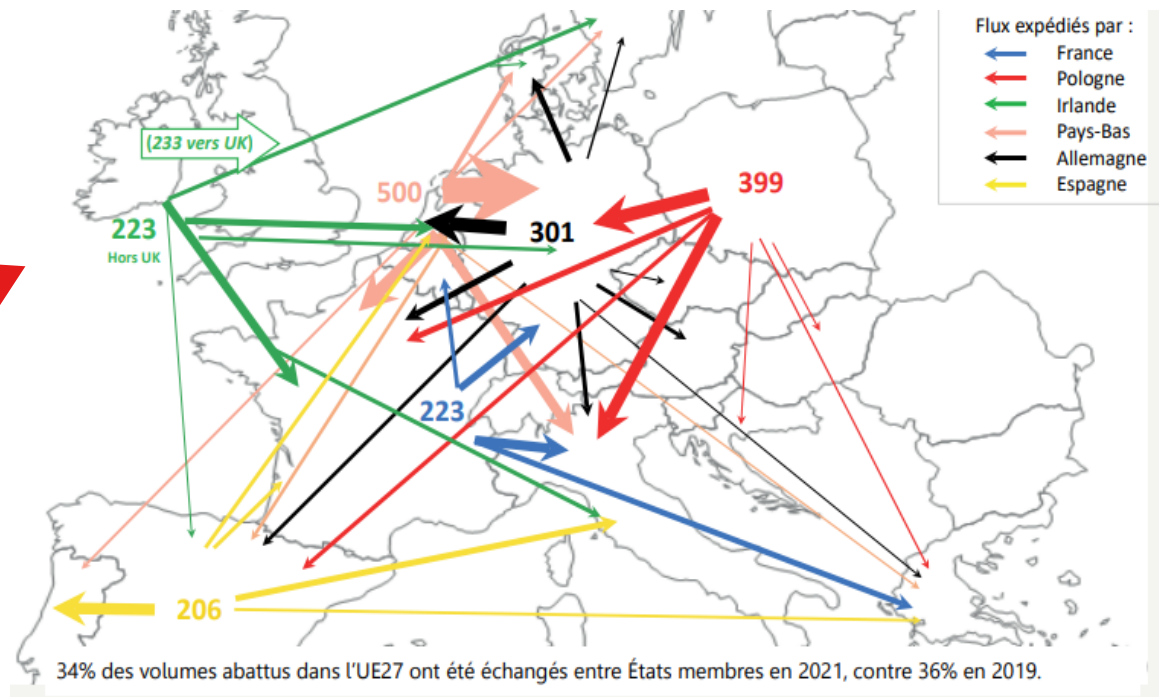 Flux expédiés par :
France
Pologne
Irlande
Pays-Bas
Allemagne
Espagne
(233 vers UK)
500
399
223
Hors UK
301
223
206
34% des volumes abattus dans l'UE27 ont été échangés entre États membres en 2021, contre 36% en 2019.